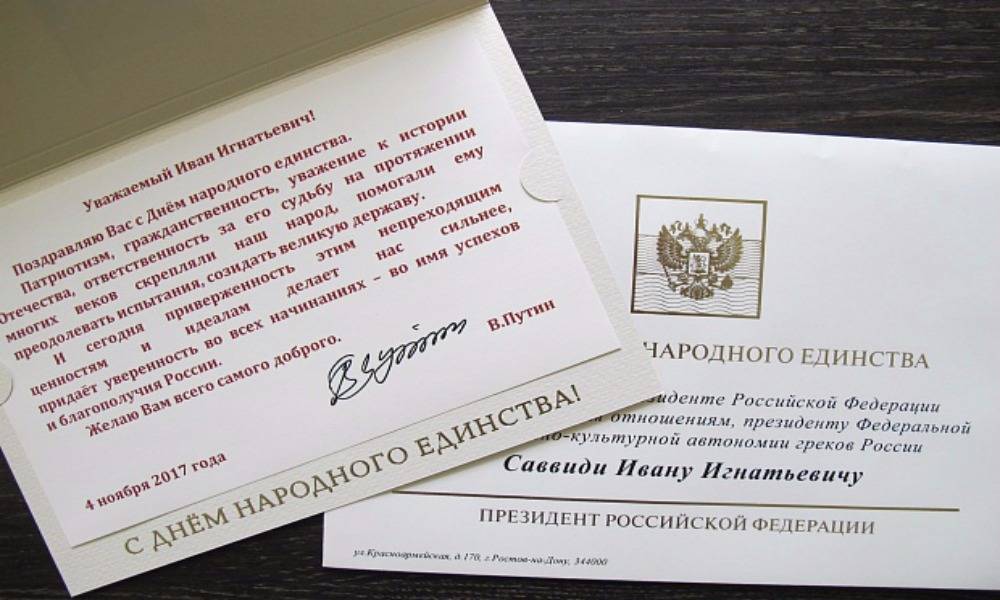 Уважаемый Иван Игнатьевич!
Поздравляю Вас с Днём народного единства.
Патриотизм, гражданственность, уважение к истории
Отечества, ответственность за его судьбу на протяжении
многих веков скрепляли наш народ, помогали ему
преодолевать испытания, созидать великую державу.
И сегодня приверженность этим непреходящим
ценностям и идеалам делает нас сильнее,
придаёт уверенность во всех начинаниях – во имя успехов
и благополучия России.
Желаю Вам всего самого доброго.
В.Путин
4 ноября 2017 года
С ДНЁМ НАРОДНОГО ЕДИНСТВА!
НАРОДНОГО ЕДИНСТВА
Российской Федерации
отношениям, президенту Федеральной
культурной автономии греков России
Саввиди Ивану Игнатьевичу
ПРЕЗИДЕНТ РОССИЙСКОЙ ФЕДЕРАЦИИ
ул.Красноармейская, д.170, г.Ростов-на-Дону, 344000